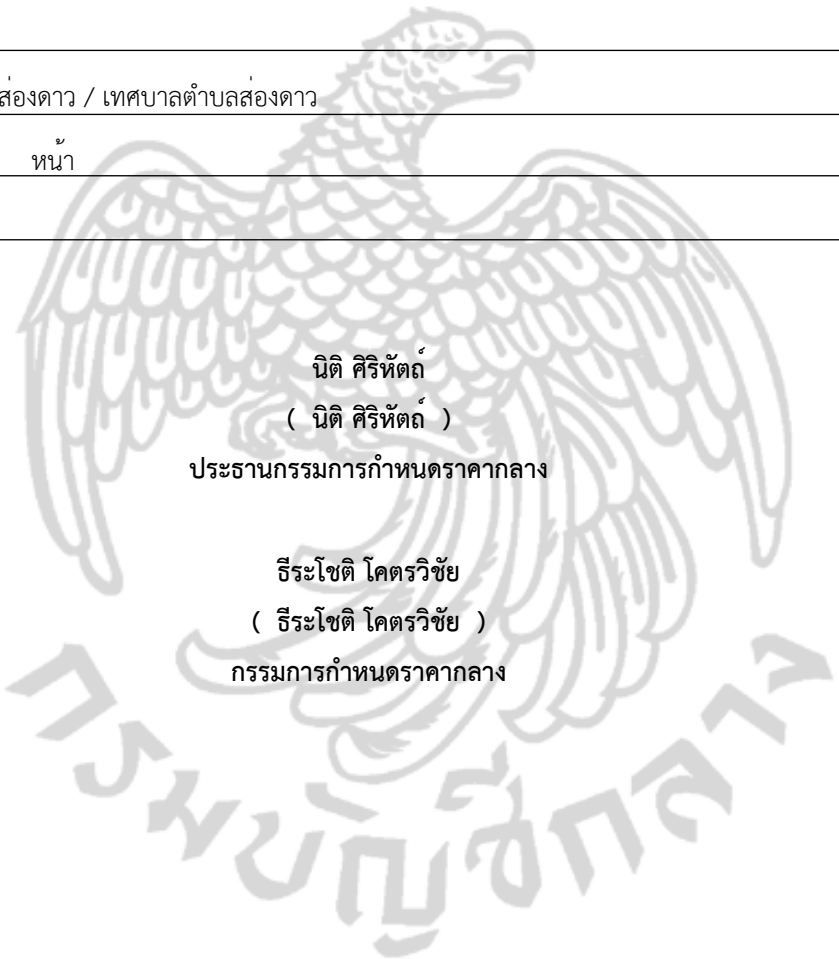 ส่องดาว / เทศบาลตำบลส่องดาว
หน้า
นิติ ศิริหัตถ์
( นิติ ศิริหัตถ์ )
ประธานกรรมการกำหนดราคากลาง
ธีระโชติ โคตรวิชัย
( ธีระโชติ โคตรวิชัย )
กรรมการกำหนดราคากลาง
กรมบัญชีกลาง